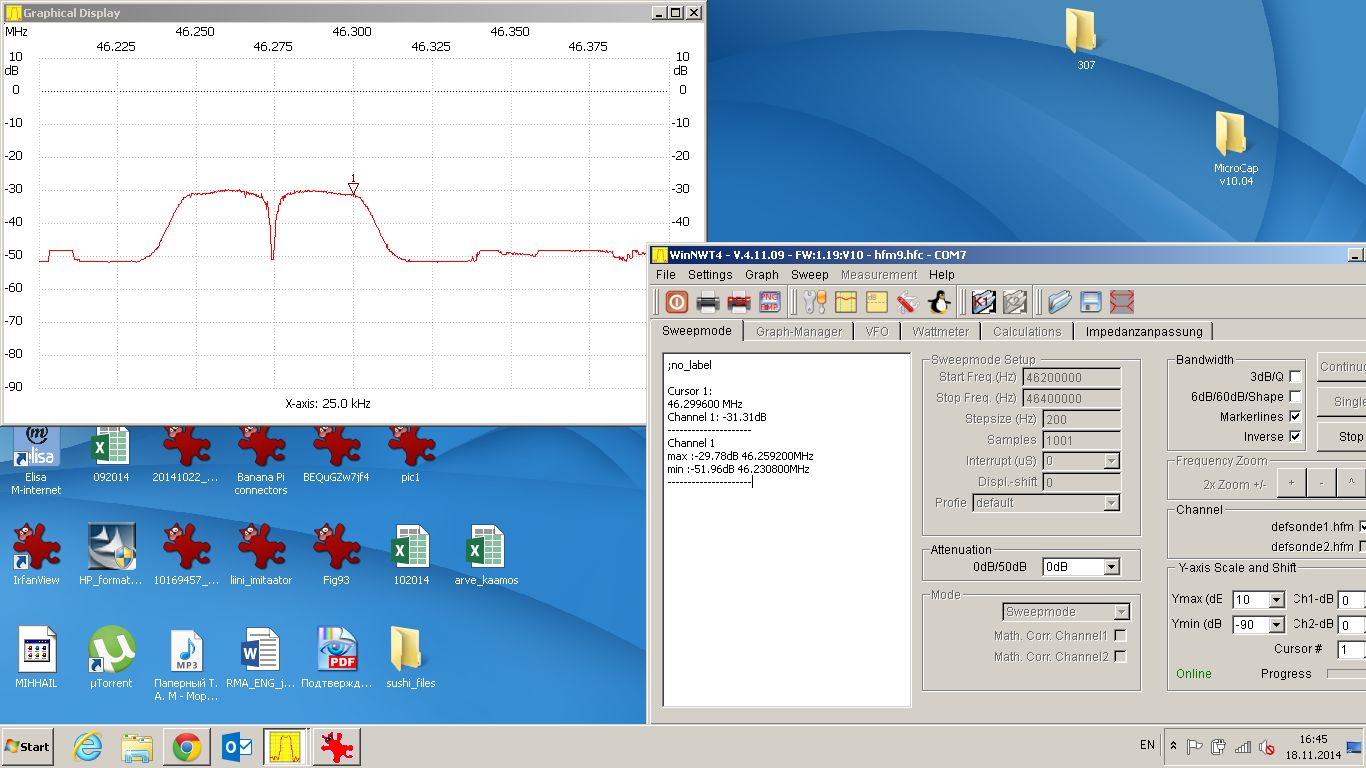 Graphical Display
MHz
46.250
46.300
46.350
46.225
46.275
46.325
46.375
10
dB
0
-10
-20
-30
-40
-50
-60
-70
-80
-90
10
dB
0
-10
-20
-30
-40
1
X-axis: 25.0 kHz
307
MicroCap
v10.04
WinNWT4 - V.4.11.09 - FW:1.19:V10 - hfm9.hfc - COM7
File Settings Graph Sweep Measurement Help
PNG
BMP
dB
K1
Sweepmode Graph-Manager VFO Wattmeter Calculations Impedanzanpassung
;no_label
Cursor 1:
46.299600 MHz
Channel 1: -31.31dB
---------------------
Channel 1
max :-29.78dB 46.259200MHz
min :-51.96dB 46.230800MHz
---------------------
Sweepmode Setup
Start Freq.(Hz) 46200000
Stop Freq. (Hz) 46400000
Stepsize (Hz) 200
Samples 1001
Interrupt (uS) 0
Displ.-shift 0
Profie default
Attenuation
0dB/50dB 0dB
Mode
Sweepmode
Math. Corr. Channel1
Math. Corr. Channel2
Bandwidth
3dB/Q
6dB/60dB/Shape
Markerlines
Inverse
Continuo
Single
Stop
Frequency Zoom
2x Zoom +/- + - ^
Channel
defsonde1.hfm
defsonde2.hfm
Y-axis Scale and Shift
Ymax (dE 10 Ch1-dB 0
Ymin (dB -90 Ch2-dB 0
Cursor # 1
Online Progress
elisa
Elisa
M-internet
092014
20141022_...
Banana Pi
connectors
BEQuGZw7jf4
pic1
IrfanView
HP_format...
10169457_...
liini_imitaator
Fig93
102014
arve_kaamos
MP3
PDF
MIHHAIL
µTorrent
Паперный Т.
А. М - Мор...
RMA_ENG_j...
Подтвержд...
sushi_files
Start
EN
16:45
18.11.2014